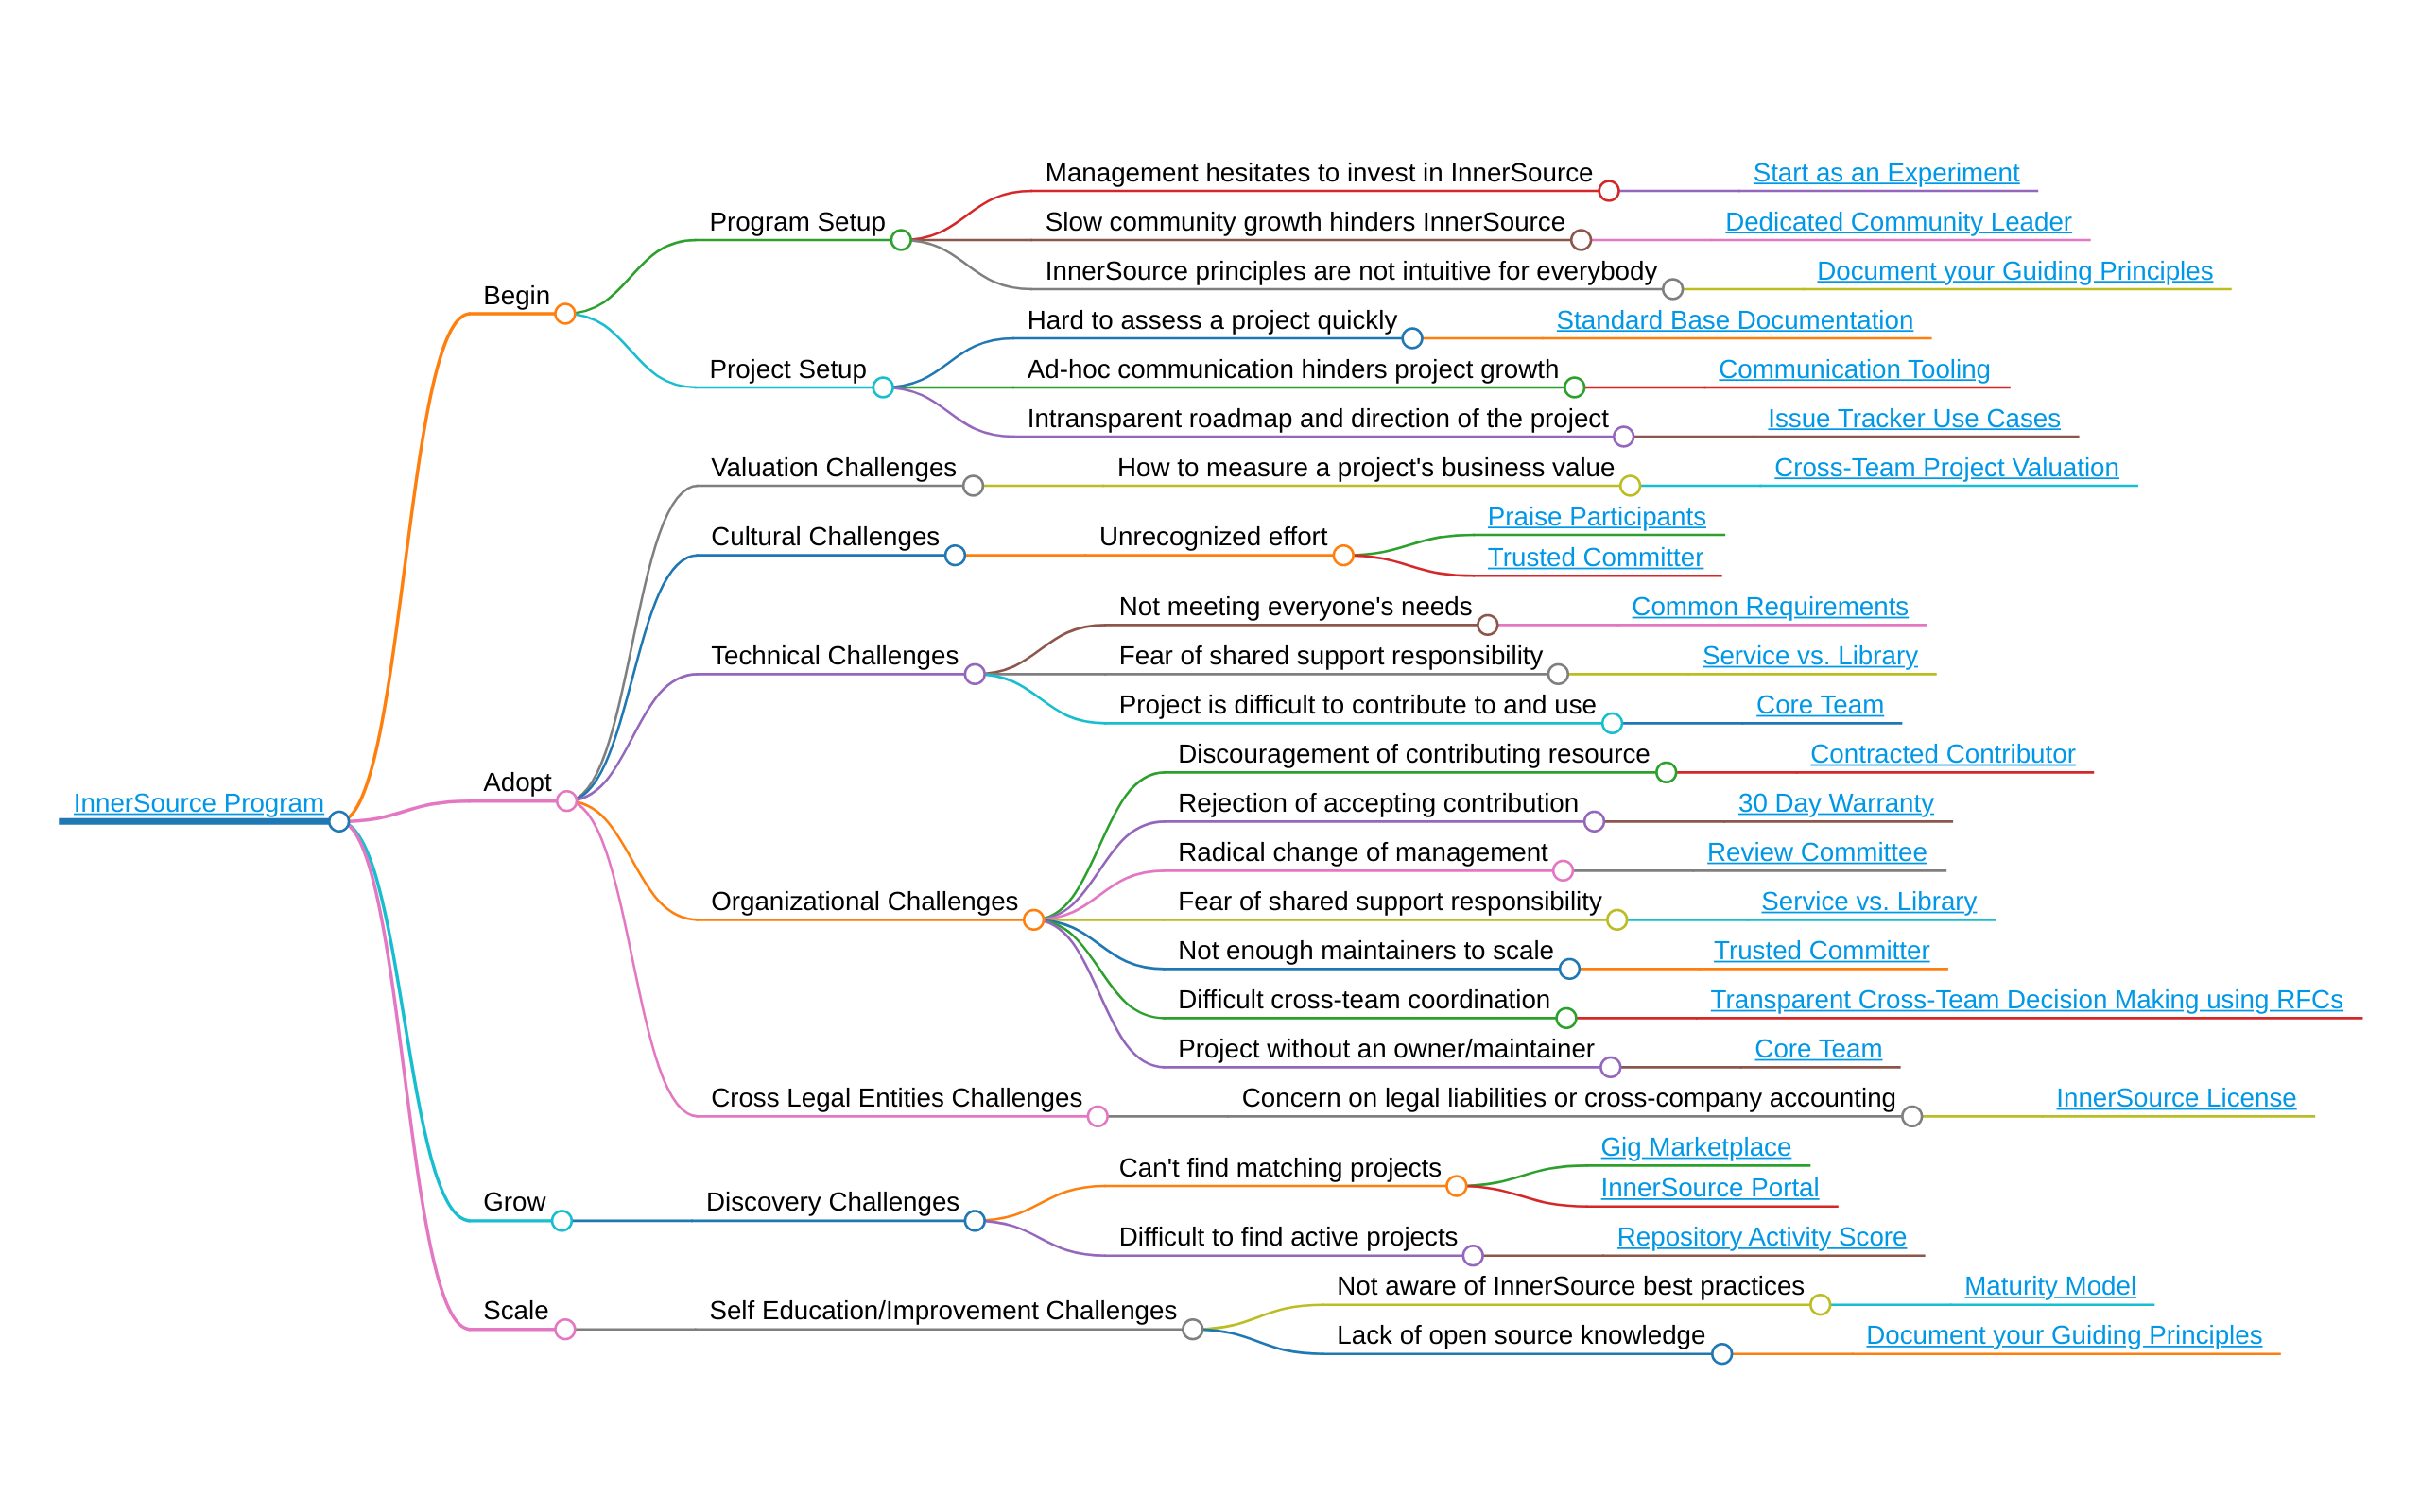 InnerSource Program
Begin
Program Setup
Management hesitates to invest in InnerSource
Start as an Experiment
Slow community growth hinders InnerSource
Dedicated Community Leader
InnerSource principles are not intuitive for everybody
Document your Guiding Principles
Project Setup
Hard to assess a project quickly
Standard Base Documentation
Ad-hoc communication hinders project growth
Communication Tooling
Intransparent roadmap and direction of the project
Issue Tracker Use Cases
Adopt
Valuation Challenges
How to measure a project's business value
Cross-Team Project Valuation
Cultural Challenges
Unrecognized effort
Praise Participants
Trusted Committer
Technical Challenges
Not meeting everyone's needs
Common Requirements
Fear of shared support responsibility
Service vs. Library
Project is difficult to contribute to and use
Core Team
Organizational Challenges
Discouragement of contributing resource
Contracted Contributor
Rejection of accepting contribution
30 Day Warranty
Radical change of management
Review Committee
Fear of shared support responsibility
Service vs. Library
Not enough maintainers to scale
Trusted Committer
Difficult cross-team coordination
Transparent Cross-Team Decision Making using RFCs
Project without an owner/maintainer
Core Team
Cross Legal Entities Challenges
Concern on legal liabilities or cross-company accounting
InnerSource License
Grow
Discovery Challenges
Can't find matching projects
Gig Marketplace
InnerSource Portal
Difficult to find active projects
Repository Activity Score
Scale
Self Education/Improvement Challenges
Not aware of InnerSource best practices
Maturity Model
Lack of open source knowledge
Document your Guiding Principles